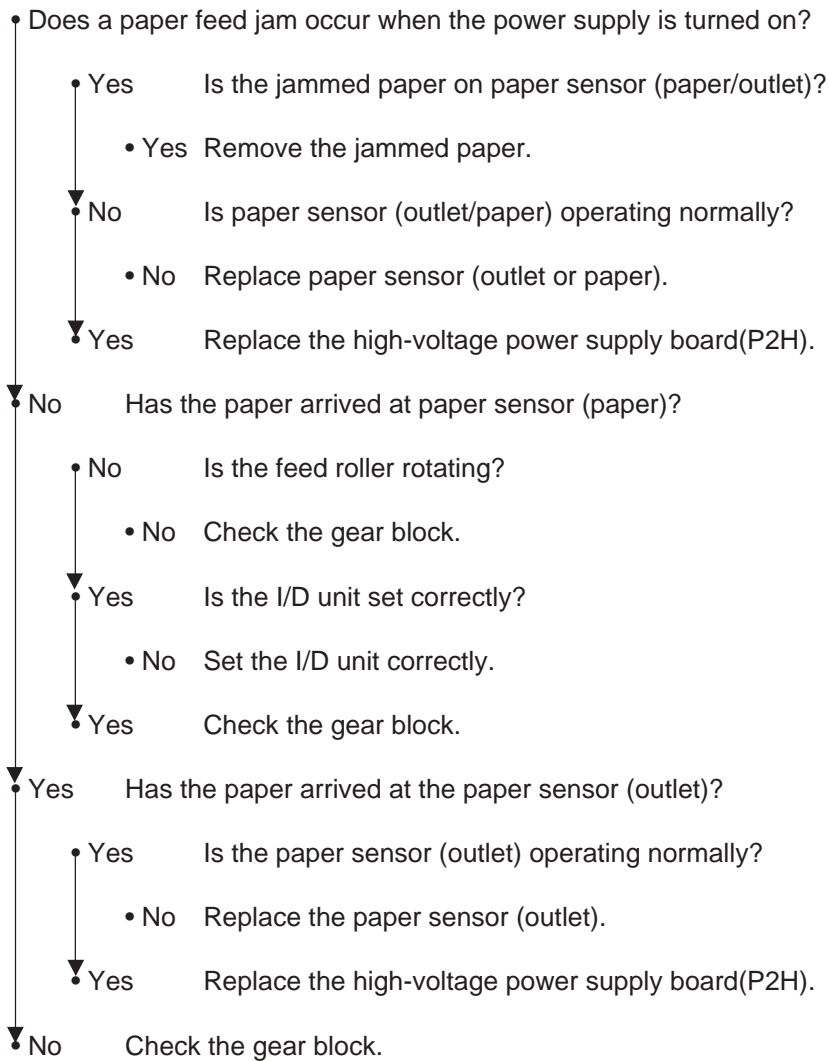 • Does a paper feed jam occur when the power supply is turned on?
• Yes Is the jammed paper on paper sensor (paper/outlet)?
• Yes Remove the jammed paper.
• No Is paper sensor (outlet/paper) operating normally?
• No Replace paper sensor (outlet or paper).
• Yes Replace the high-voltage power supply board(P2H).
• No Has the paper arrived at paper sensor (paper)?
• No Is the feed roller rotating?
• No Check the gear block.
• Yes Is the I/D unit set correctly?
• No Set the I/D unit correctly.
• Yes Check the gear block.
• Yes Has the paper arrived at the paper sensor (outlet)?
• Yes Is the paper sensor (outlet) operating normally?
• No Replace the paper sensor (outlet).
• Yes Replace the high-voltage power supply board(P2H).
• No Check the gear block.